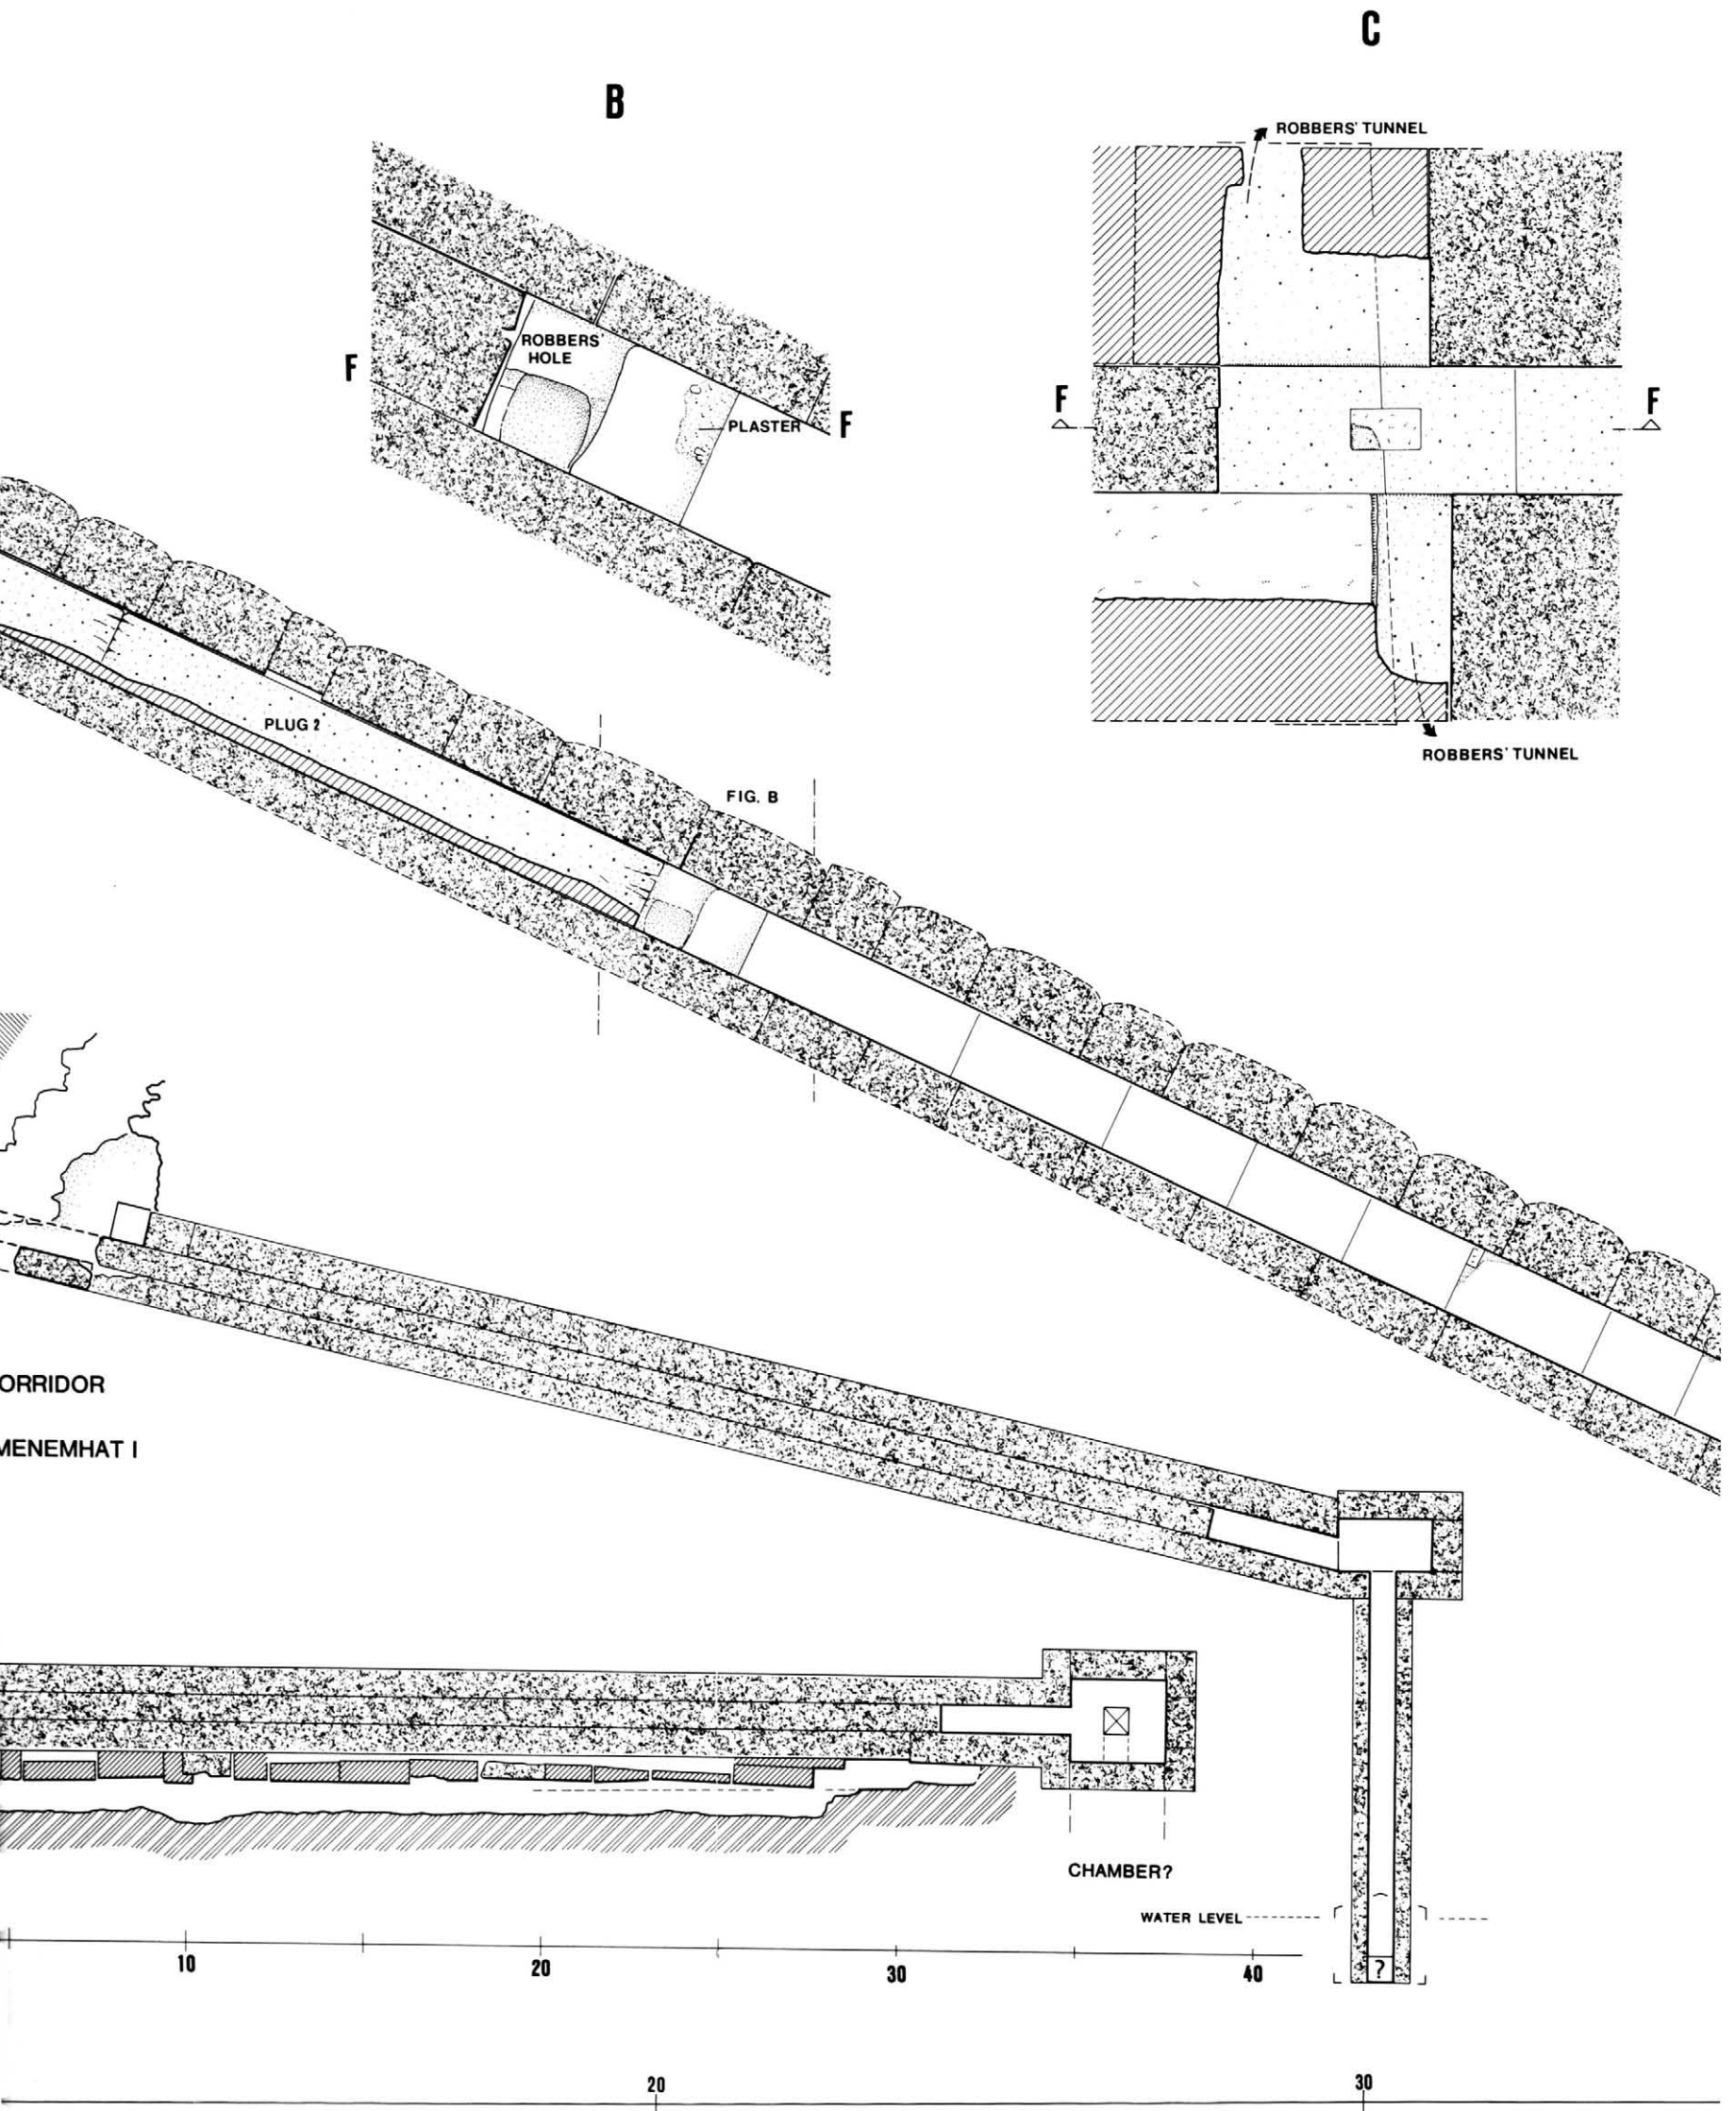 B
C
ROBBERS' TUNNEL
ROBBERS'
HOLE
F
F
PLASTER
F
F
ROBBERS' TUNNEL
PLUG 2
FIG. B
ORRIDOR
MENEMHAT I
CHAMBER?
WATER LEVEL
?
10 20 30 40
20 30